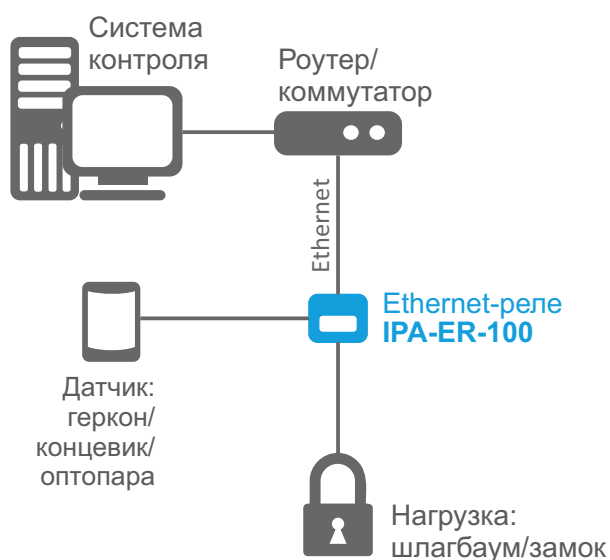 Система
контроля
Роутер/
коммутатор
Ethernet
Ethernet-реле
IPA-ER-100
Датчик:
геркон/
концевик/
оптопара
Нагрузка:
шлагбаум/замок